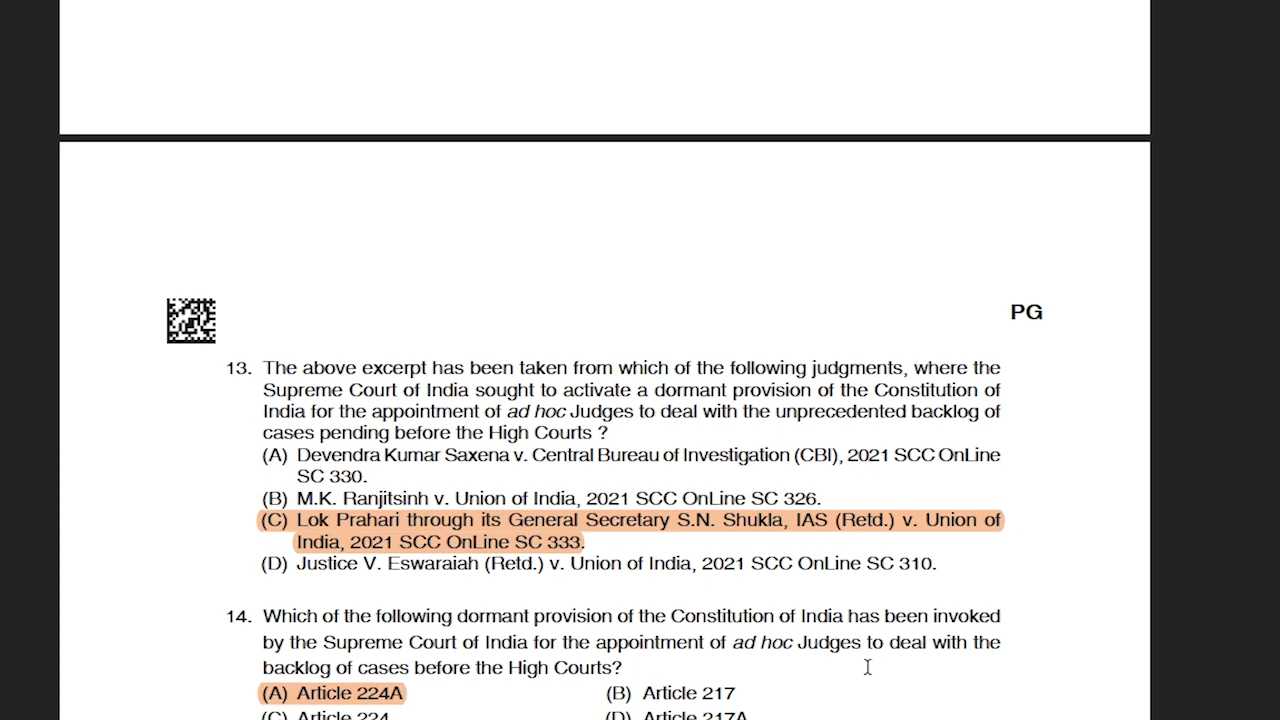 PG
13. The above excerpt has been taken from which of the following judgments, where the
Supreme Court of India sought to activate a dormant provision of the Constitution of
India for the appointment of ad hoc Judges to deal with the unprecedented backlog of
cases pending before the High Courts ?
(A) Devendra Kumar Saxena v. Central Bureau of Investigation (CBI), 2021 SCC OnLine
SC 330.
(B) M.K. Ranjitsinh v. Union of India, 2021 SCC OnLine SC 326.
(C) Lok Prahari through its General Secretary S.N. Shukla, IAS (Retd.) v. Union of
India, 2021 SCC OnLine SC 333.
(D) Justice V. Eswaraiah (Retd.) v. Union of India, 2021 SCC OnLine SC 310.
14. Which of the following dormant provision of the Constitution of India has been invoked
by the Supreme Court of India for the appointment of ad hoc Judges to deal with the
backlog of cases before the High Courts?
(A) Article 224A (B) Article 217
(C) Article 224 (D) Article 217A